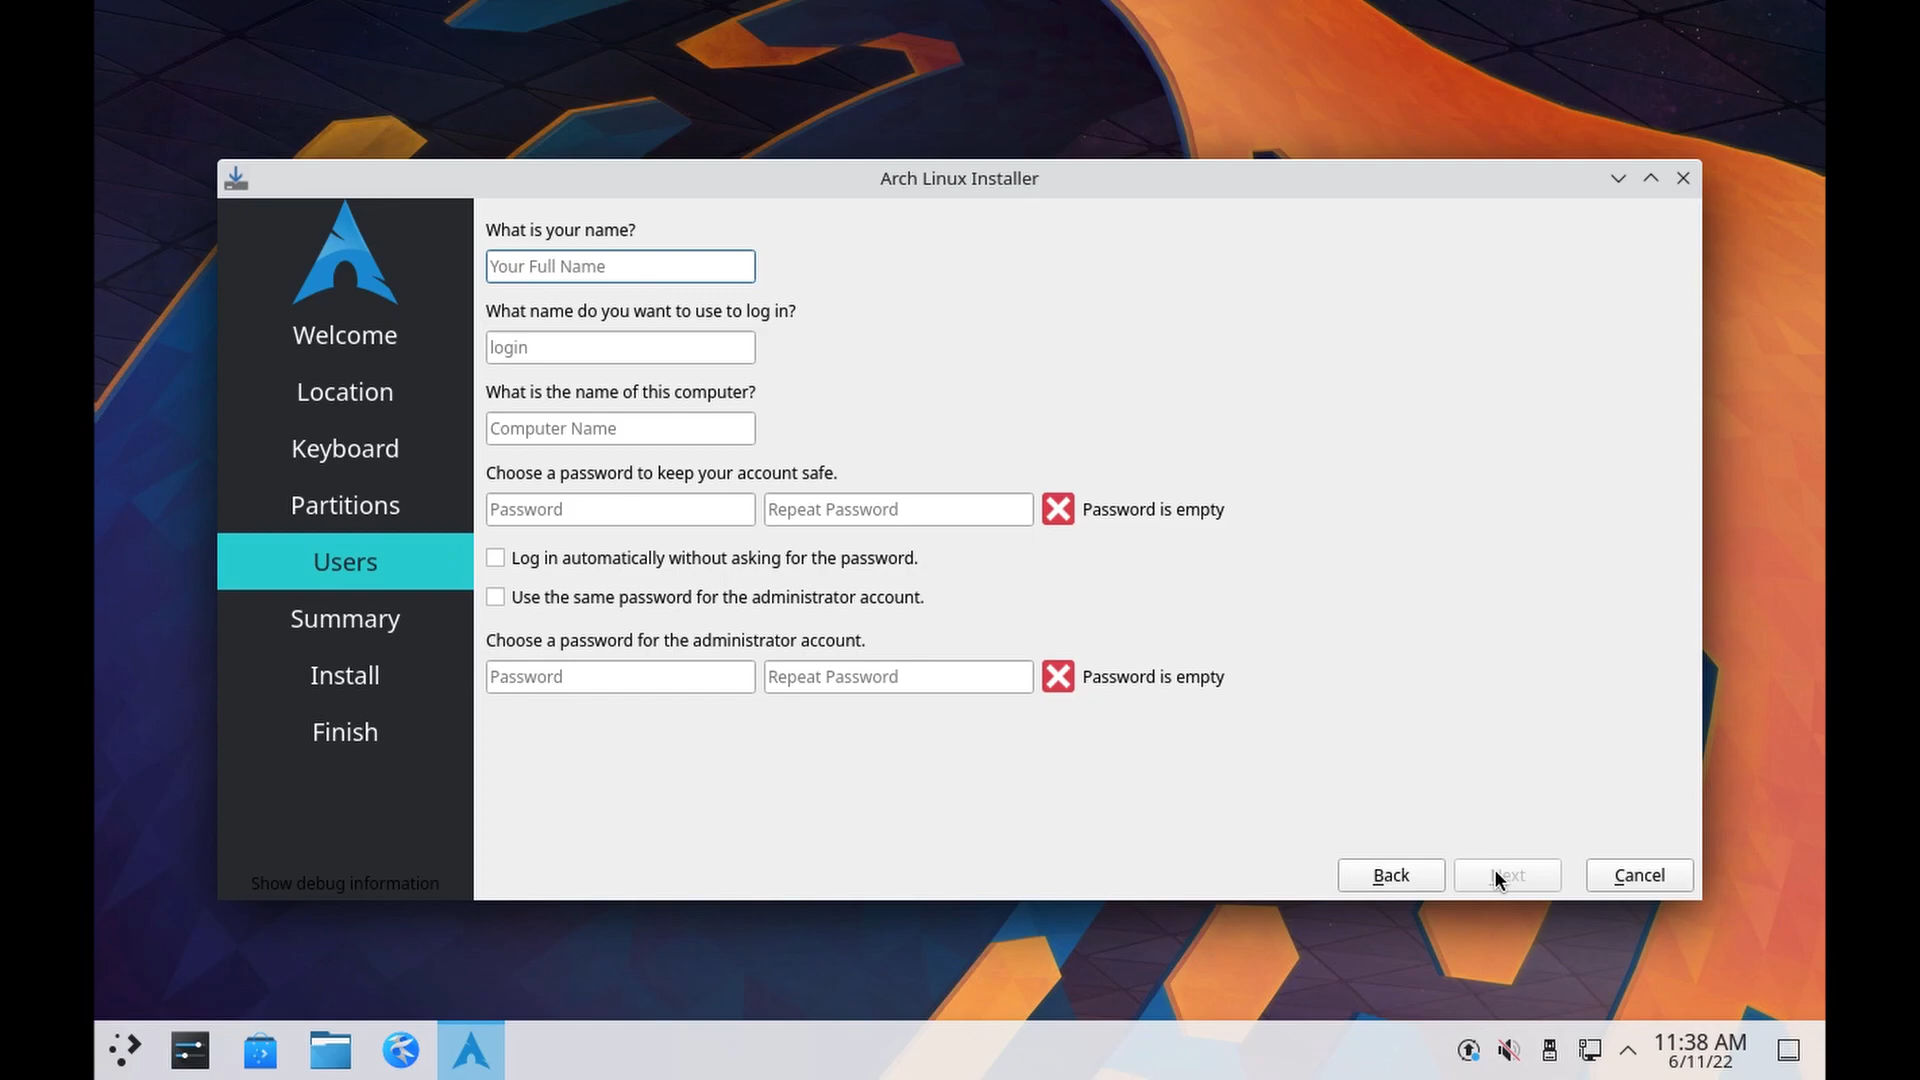 Arch Linux Installer
Welcome
Location
Keyboard
Partitions
Users
Summary
Install
Finish
Show debug information
What is your name?
Your Full Name
What name do you want to use to log in?
login
What is the name of this computer?
Computer Name
Choose a password to keep your account safe.
Password Repeat Password Password is empty
Log in automatically without asking for the password.
Use the same password for the administrator account.
Choose a password for the administrator account.
Password Repeat Password Password is empty
Back Next Cancel
11:38 AM
6/11/22